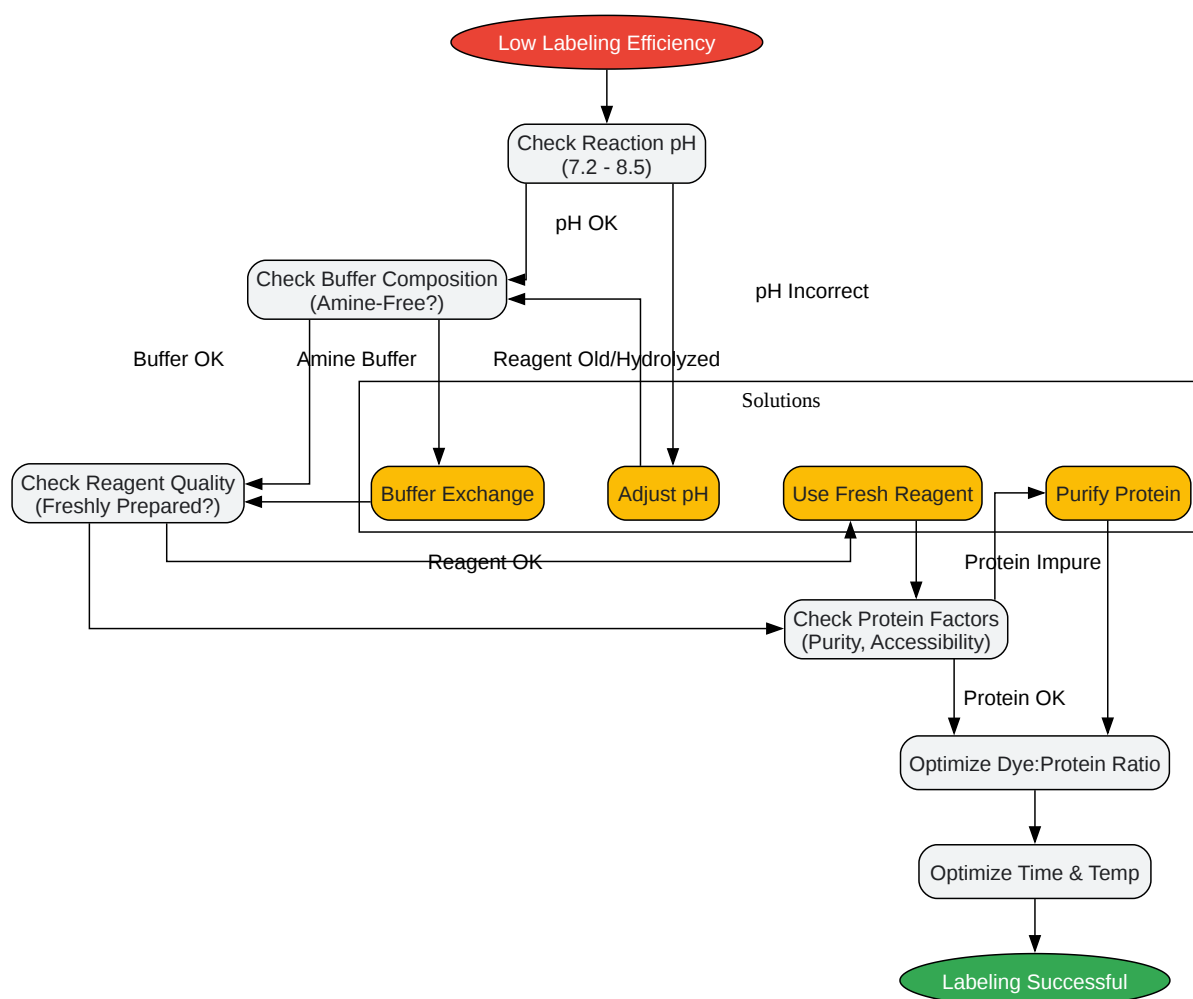 Low Labeling Efficiency
Check Reaction pH
(7.2 - 8.5)
pH OK
pH Incorrect
Check Buffer Composition
(Amine-Free?)
Buffer OK
Amine Buffer
Reagent Old/Hydrolyzed
Solutions
Check Reagent Quality
(Freshly Prepared?)
Buffer Exchange
Adjust pH
Use Fresh Reagent
Purify Protein
Reagent OK
Protein Impure
Check Protein Factors
(Purity, Accessibility)
Protein OK
Optimize Dye:Protein Ratio
Optimize Time & Temp
Labeling Successful